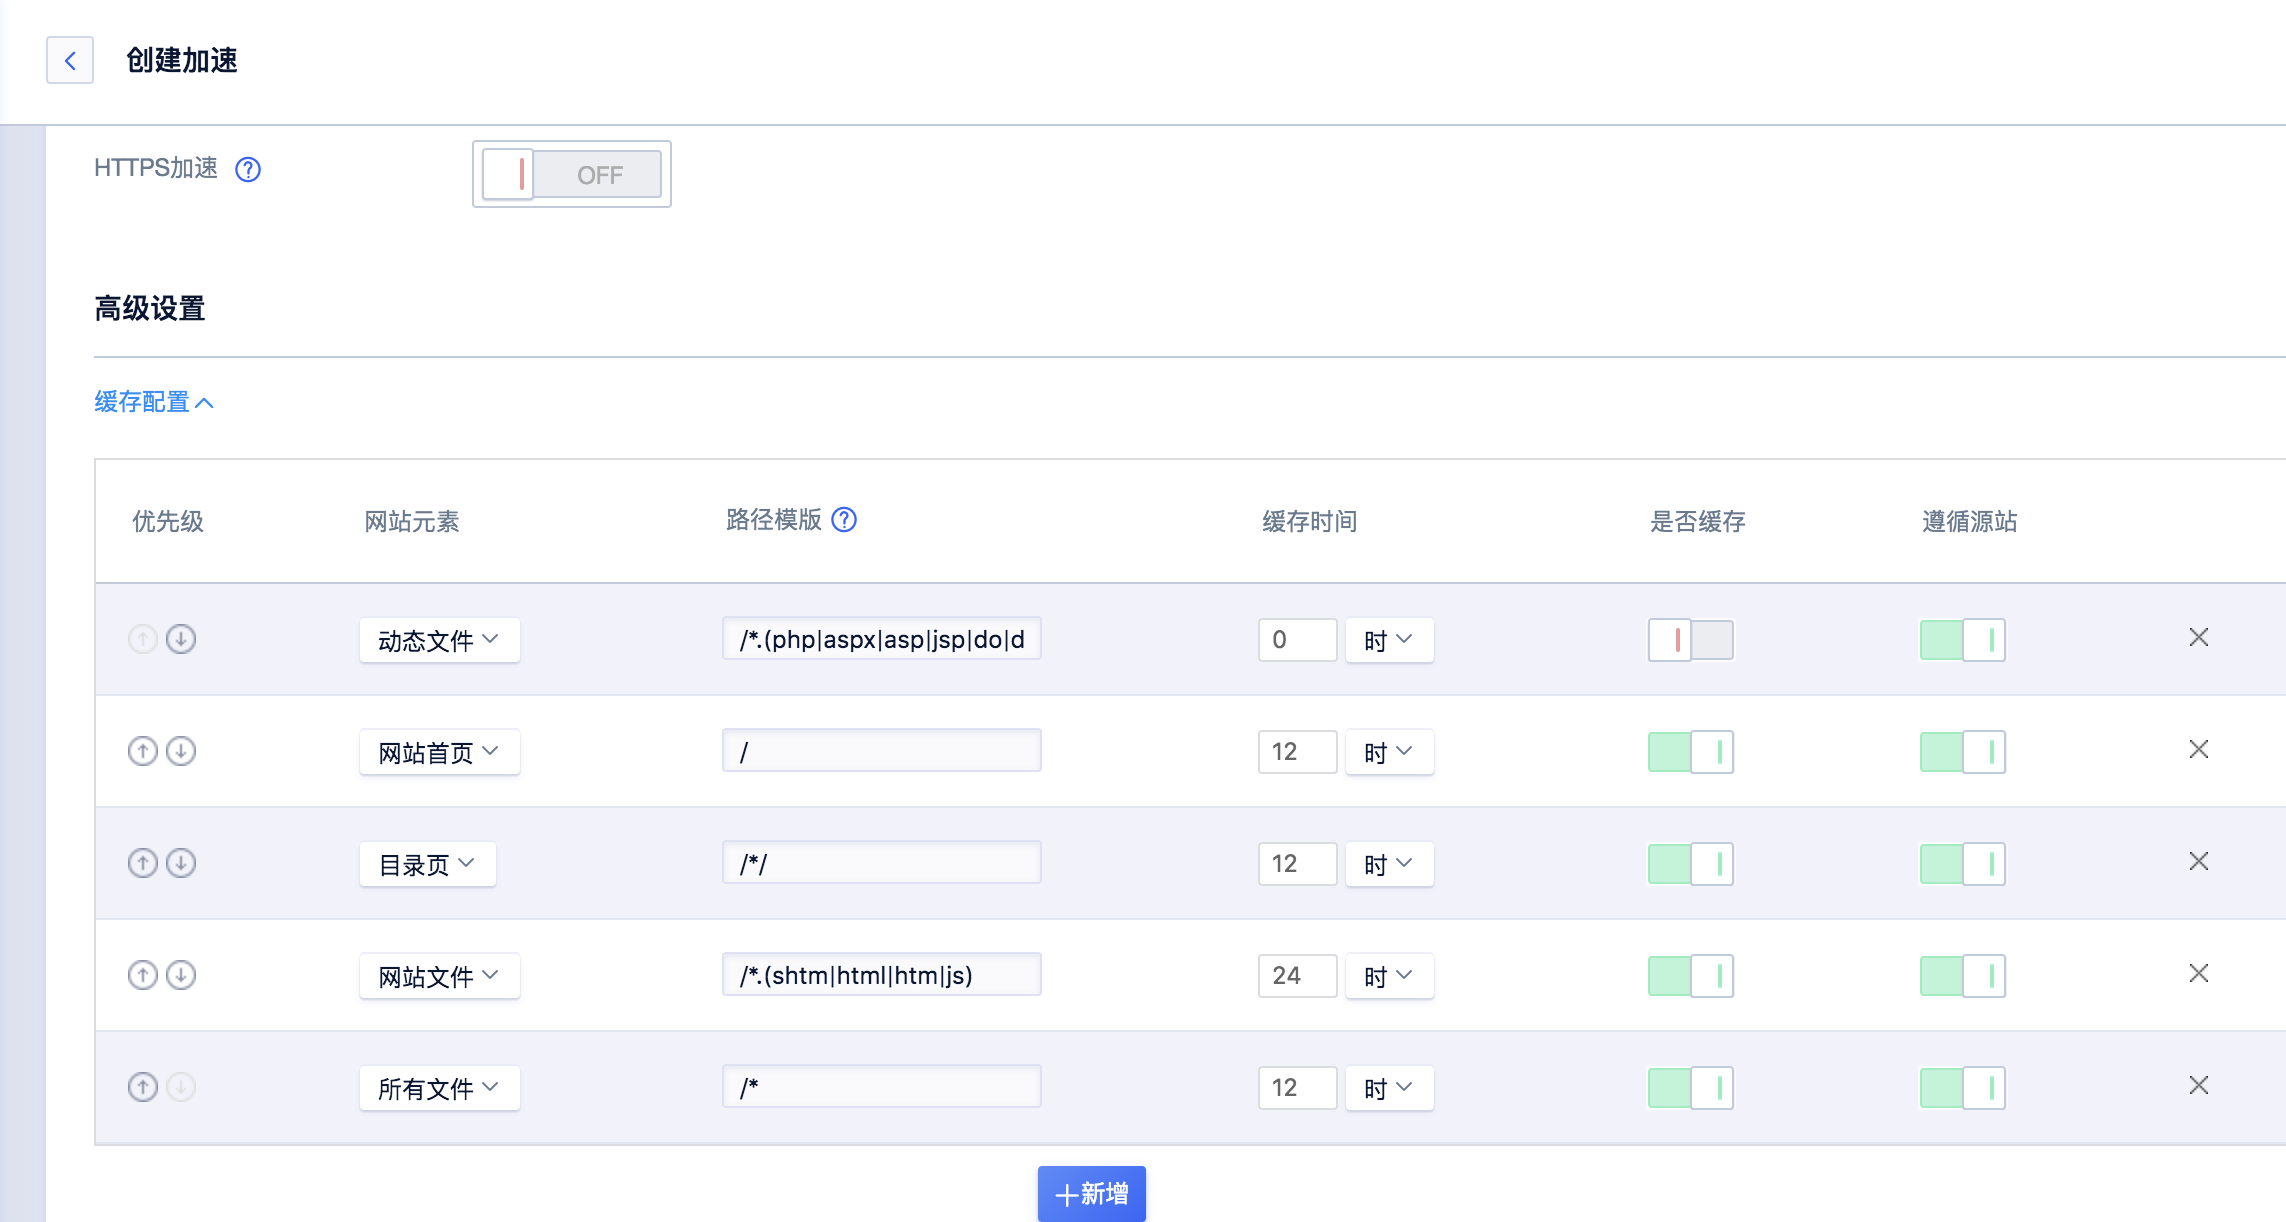 创建加速
HTTPS加速 ?
OFF
高级设置
缓存配置
优先级 网站元素 路径模版 ? 缓存时间 是否缓存 遵循源站
动态文件 /*.(php|aspx|asp|jsp|do|d 0 时
网站首页 / 12 时
目录页 /*/ 12 时
网站文件 /*.(shtm|html|htm|js) 24 时
所有文件 /* 12 时
+新增